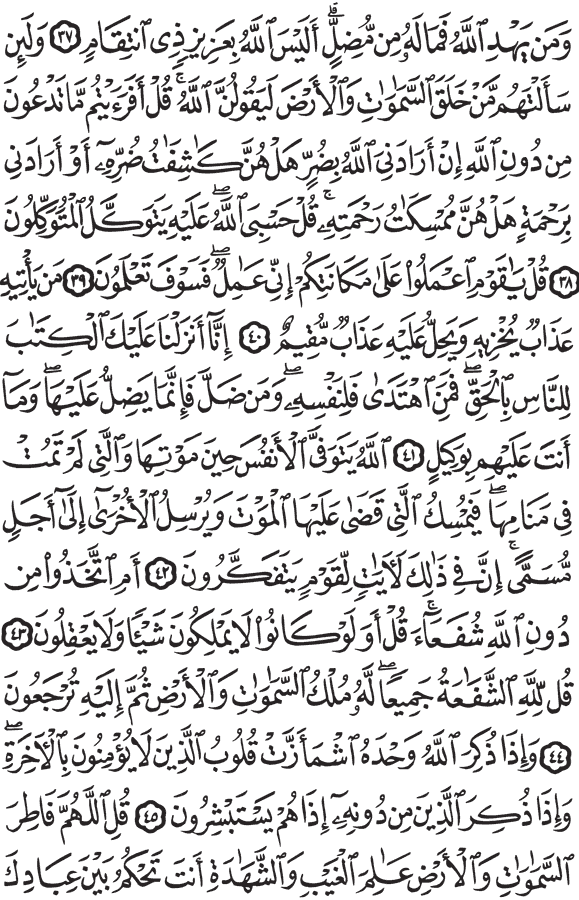 وَمَن يَهْدِ ٱللَّهُ فَمَا لَهُۥ مِن مُّضِلٍّ ۗ أَلَيْسَ ٱللَّهُ بِعَزِيزٍ ذِى ٱنتِقَامٍ ٣٧ وَلَئِن
سَأَلْتَهُم مَّنْ خَلَقَ ٱلسَّمَٰوَٰتِ وَٱلْأَرْضَ لَيَقُولُنَّ ٱللَّهُ ۚ قُلْ أَفَرَءَيْتُم مَّا تَدْعُونَ
مِن دُونِ ٱللَّهِ إِنْ أَرَادَنِىَ ٱللَّهُ بِضُرٍّ هَلْ هُنَّ كَٰشِفَٰتُ ضُرِّهِۦٓ أَوْ أَرَادَنِى
بِرَحْمَةٍ هَلْ هُنَّ مُمْسِكَٰتُ رَحْمَتِهِۦ ۚ قُلْ حَسْبِىَ ٱللَّهُ ۖ عَلَيْهِ يَتَوَكَّلُ ٱلْمُتَوَكِّلُونَ
٣٨ قُلْ يَٰقَوْمِ ٱعْمَلُوا۟ عَلَىٰ مَكَانَتِكُمْ إِنِّى عَٰمِلٌ ۖ فَسَوْفَ تَعْلَمُونَ ٣٩ مَن يَأْتِيهِ
عَذَابٌ يُخْزِيهِ وَيَحِلُّ عَلَيْهِ عَذَابٌ مُّقِيمٌ ٤٠ إِنَّآ أَنزَلْنَا عَلَيْكَ ٱلْكِتَٰبَ
لِلنَّاسِ بِٱلْحَقِّ ۖ فَمَنِ ٱهْتَدَىٰ فَلِنَفْسِهِۦ ۖ وَمَن ضَلَّ فَإِنَّمَا يَضِلُّ عَلَيْهَا ۖ وَمَآ
أَنتَ عَلَيْهِم بِوَكِيلٍ ٤١ ٱللَّهُ يَتَوَفَّى ٱلْأَنفُسَ حِينَ مَوْتِهَا وَٱلَّتِى لَمْ تَمُتْ
فِى مَنَامِهَا ۖ فَيُمْسِكُ ٱلَّتِى قَضَىٰ عَلَيْهَا ٱلْمَوْتَ وَيُرْسِلُ ٱلْأُخْرَىٰٓ إِلَىٰٓ أَجَلٍ
مُّسَمًّى ۚ إِنَّ فِى ذَٰلِكَ لَءَايَٰتٍ لِّقَوْمٍ يَتَفَكَّرُونَ ٤٢ أَمِ ٱتَّخَذُوا۟ مِن
دُونِ ٱللَّهِ شُفَعَآءَ ۚ قُلْ أَوَلَوْ كَانُوا۟ لَا يَمْلِكُونَ شَيْـًٔا وَلَا يَعْقِلُونَ ٤٣
قُل لِّلَّهِ ٱلشَّفَٰعَةُ جَمِيعًا ۖ لَّهُۥ مُلْكُ ٱلسَّمَٰوَٰتِ وَٱلْأَرْضِ ۖ ثُمَّ إِلَيْهِ تُرْجَعُونَ
٤٤ وَإِذَا ذُكِرَ ٱللَّهُ وَحْدَهُ ٱشْمَأَزَّتْ قُلُوبُ ٱلَّذِينَ لَا يُؤْمِنُونَ بِٱلْءَاخِرَةِ ۖ
وَإِذَا ذُكِرَ ٱلَّذِينَ مِن دُونِهِۦٓ إِذَا هُمْ يَسْتَبْشِرُونَ ٤٥ قُلِ ٱللَّهُمَّ فَاطِرَ
ٱلسَّمَٰوَٰتِ وَٱلْأَرْضِ عَٰلِمَ ٱلْغَيْبِ وَٱلشَّهَٰدَةِ أَنتَ تَحْكُمُ بَيْنَ عِبَادِكَ